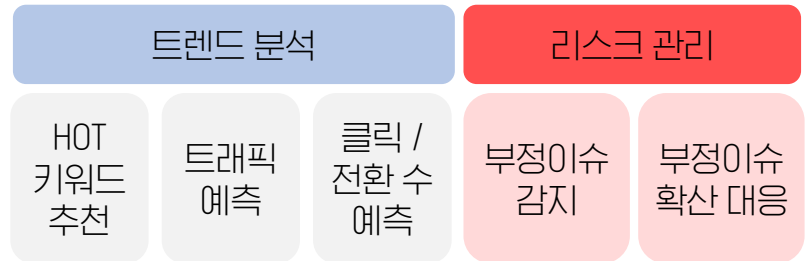 트렌드 분석
리스크 관리
HOT
키워드
추천
트래픽
예측
클릭 /
전환 수
예측
부정이슈
감지
부정이슈
확산 대응